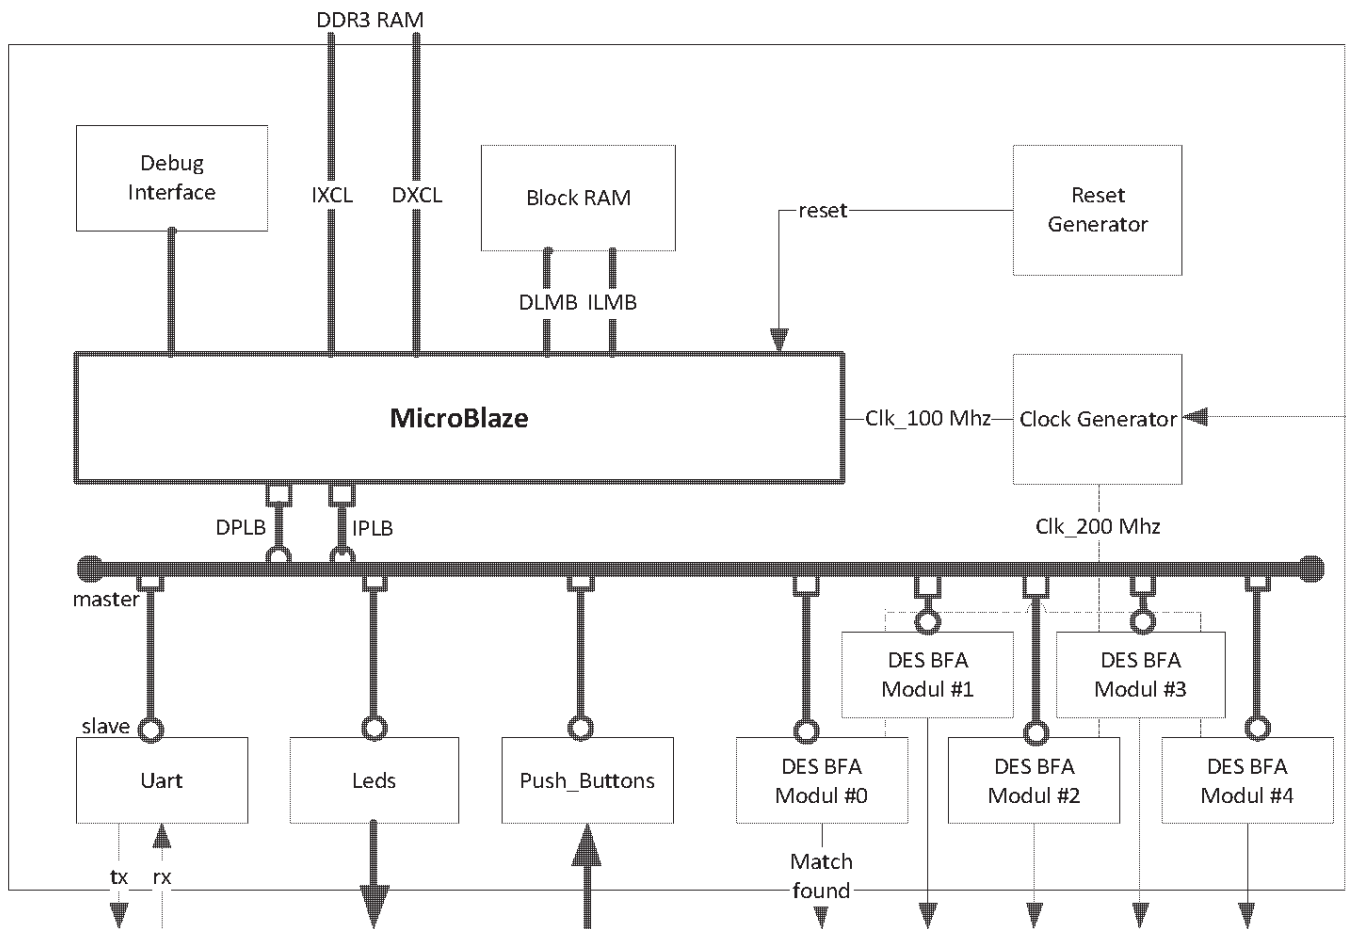 DDR3 RAM
Debug
Interface
IXCL
DXCL
Block RAM
reset
Reset
Generator
DLMB
ILMB
MicroBlaze
Clk_100 Mhz
Clock Generator
DPLB
IPLB
Clk_200 Mhz
master
slave
Uart
Leds
Push_Buttons
DES BFA
Modul #0
DES BFA
Modul #1
DES BFA
Modul #2
DES BFA
Modul #3
DES BFA
Modul #4
tx
rx
Match
found